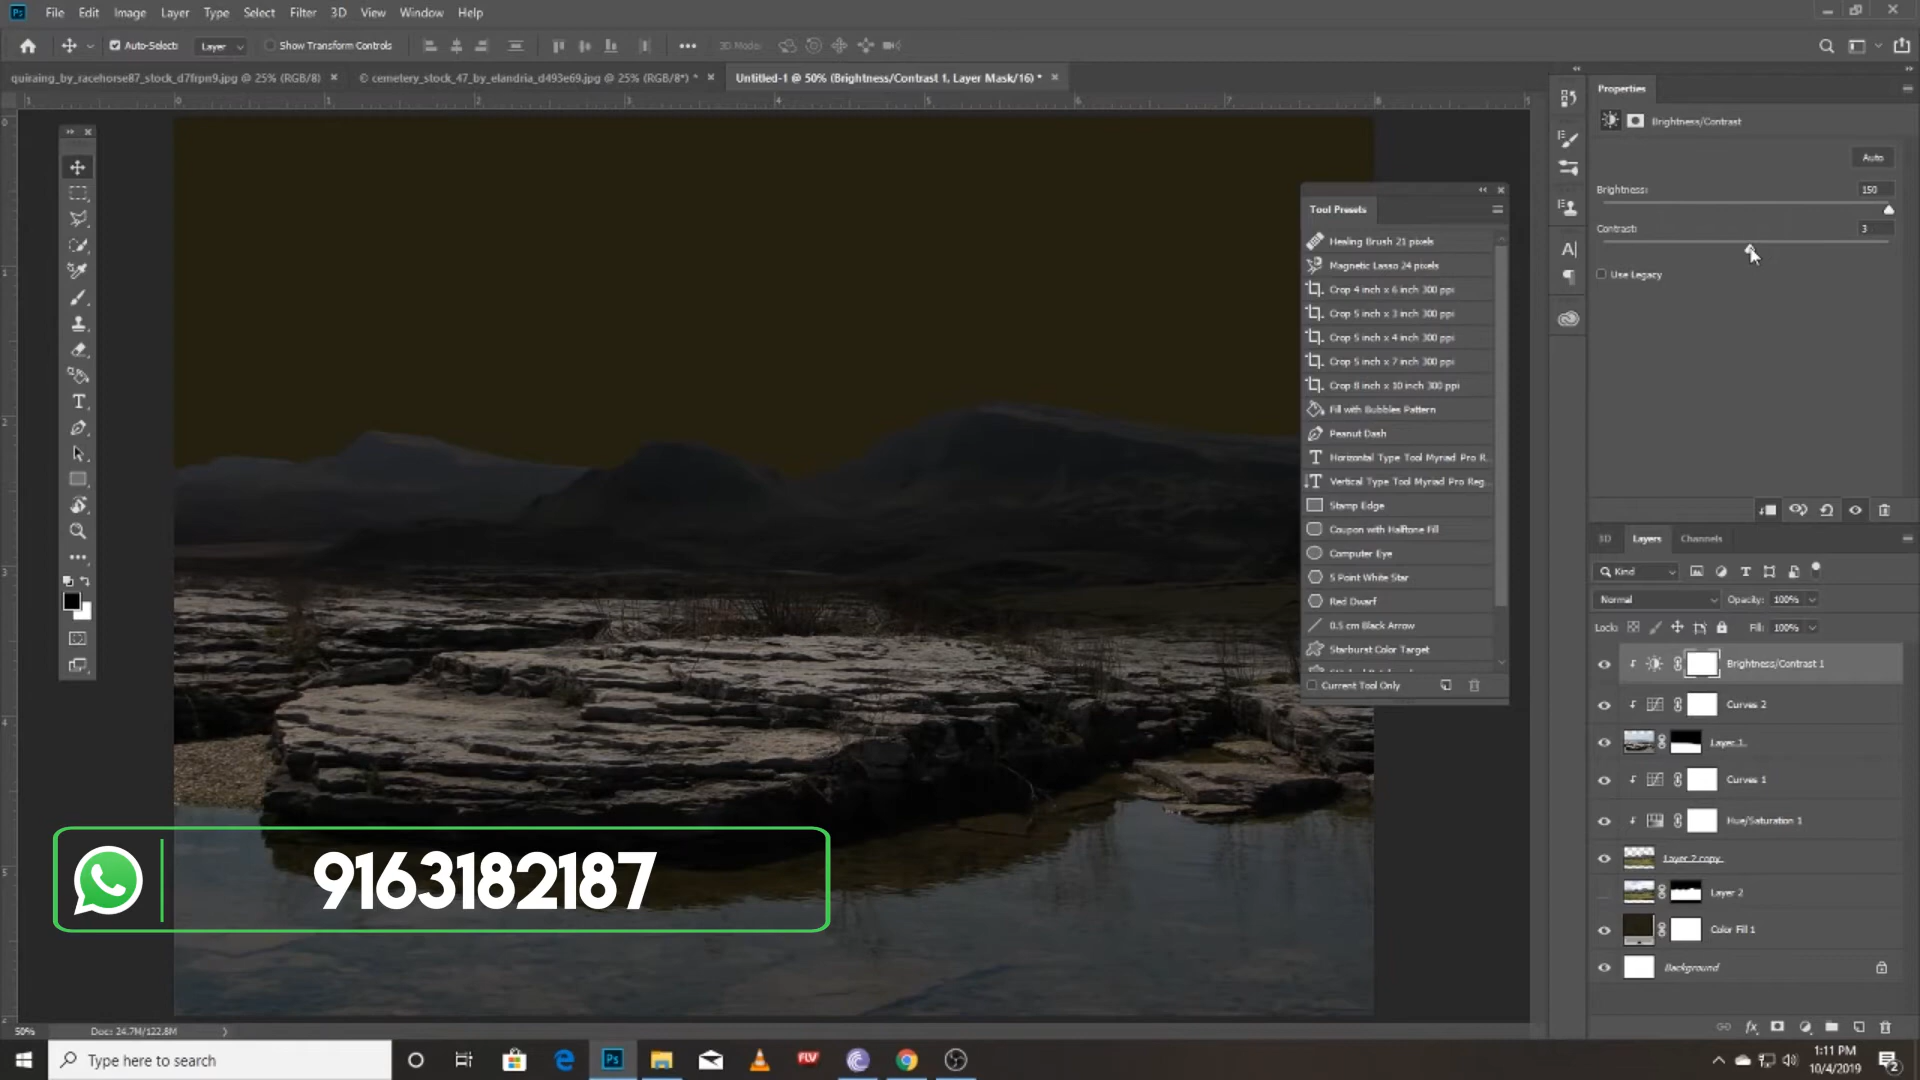 File Edit Image Layer Type Select Filter 3D View Window Help
Auto-Select: Layer Show Transform Controls 3D Mode:
quiraing_by_racehorse87_stock_d7frpn9.jpg @ 25% (RGB/8) × © cemetery_stock_47_by_elandria_d493e69.jpg @ 25% (RGB/8*) * × Untitled-1 @ 50% (Brightness/Contrast 1, Layer Mask/16) * ×
Properties
Brightness/Contrast
Auto
Brightness: 150
Contrast: 3
Use Legacy
Tool Presets
Healing Brush 21 pixels
Magnetic Lasso 24 pixels
Crop 4 inch x 6 inch 300 ppi
Crop 5 inch x 3 inch 300 ppi
Crop 5 inch x 4 inch 300 ppi
Crop 5 inch x 7 inch 300 ppi
Crop 8 inch x 10 inch 300 ppi
Fill with Bubbles Pattern
Peanut Dash
Horizontal Type Tool Myriad Pro R...
Vertical Type Tool Myriad Pro Reg...
Stamp Edge
Coupon with Halftone Fill
Computer Eye
5 Point White Star
Red Dwarf
0.5 cm Black Arrow
Starburst Color Target
Current Tool Only
3D Layers Channels
Kind
Normal Opacity: 100%
Lock: Fill: 100%
Brightness/Contrast 1
Curves 2
Layer 1
Curves 1
Hue/Saturation 1
Layer 2 copy
Layer 2
Color Fill 1
Background
9163182187
50% Doc: 24.7M/122.8M
Type here to search
1:11 PM
10/4/2019